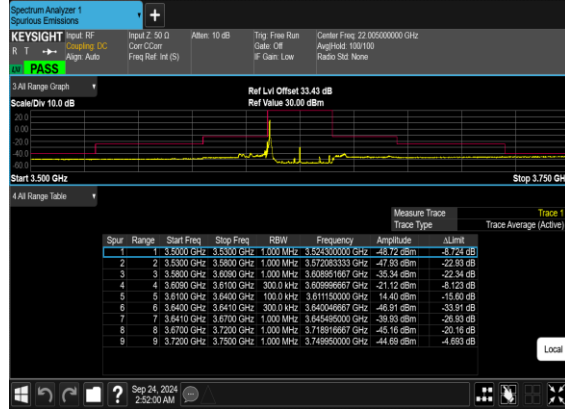 Spectrum Analyzer 1
Spurious Emissions
+
KEYSIGHT Input: RF Input Z: 50 Ω Atten: 10 dB Trig: Free Run Center Freq: 22.005000000 GHz
R T Coupling: DC Corr CCorr Gate: Off Avg|Hold: 100/100
Align: Auto Freq Ref: Int (S) IF Gain: Low Radio Std: None
PASS
3 All Range Graph
Ref Lvl Offset 33.43 dB
Scale/Div 10.0 dB Ref Value 30.00 dBm
20.0
0.00
-20.0
-40.0
-60.0
Start 3.500 GHz Stop 3.750 GH
4 All Range Table
Measure Trace Trace 1
Trace Type Trace Average (Active)
Spur Range Start Freq Stop Freq RBW Frequency Amplitude ΔLimit
1 1 3.5000 GHz 3.5300 GHz 1.000 MHz 3.524300000 GHz -48.72 dBm -8.724 dB
2 2 3.5300 GHz 3.5800 GHz 1.000 MHz 3.572083333 GHz -47.93 dBm -22.93 dB
3 3 3.5800 GHz 3.6090 GHz 1.000 MHz 3.608951667 GHz -35.34 dBm -22.34 dB
4 4 3.6090 GHz 3.6100 GHz 300.0 kHz 3.609996667 GHz -21.12 dBm -8.123 dB
5 5 3.6100 GHz 3.6400 GHz 100.0 kHz 3.611150000 GHz 14.40 dBm -15.60 dB
6 6 3.6400 GHz 3.6410 GHz 300.0 kHz 3.640046667 GHz -46.91 dBm -33.91 dB
7 7 3.6410 GHz 3.6700 GHz 1.000 MHz 3.645495000 GHz -39.93 dBm -26.93 dB
8 8 3.6700 GHz 3.7200 GHz 1.000 MHz 3.718916667 GHz -45.16 dBm -20.16 dB
9 9 3.7200 GHz 3.7500 GHz 1.000 MHz 3.749950000 GHz -44.69 dBm -4.693 dB
Local
? Sep 24, 2024
2:52:00 AM